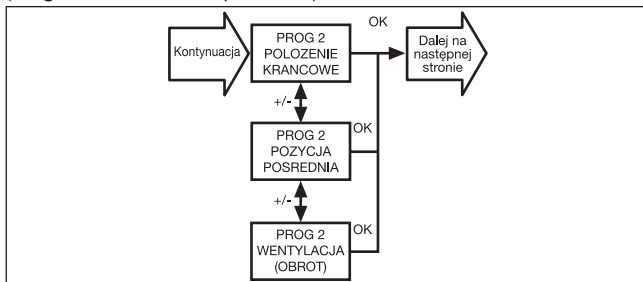 Kontynuacja
PROG 2
POLOZENIE
KRANCOWE
OK
Dalej na
następnej
stronie
+/-
PROG 2
POZYCJA
POSREDNIA
OK
+/-
PROG 2
WENTYLACJA
(OBROT)
OK